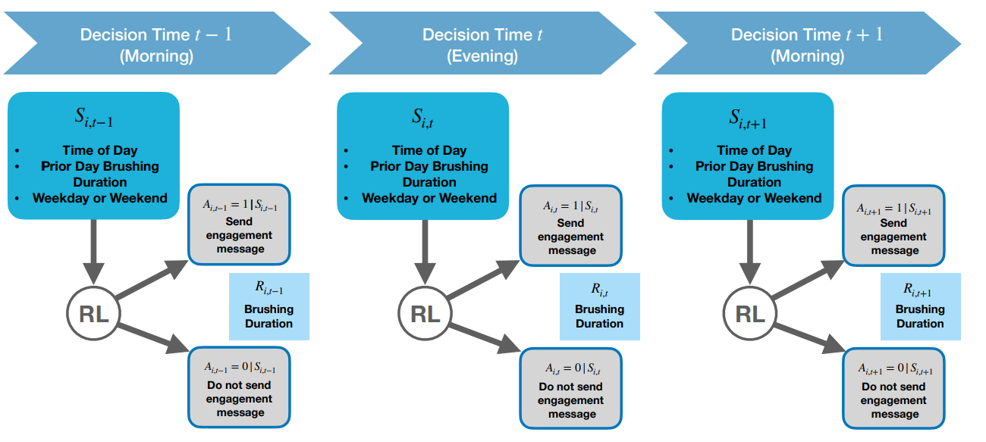 Decision Time t − 1
(Morning)
Decision Time t
(Evening)
Decision Time t + 1
(Morning)
S_{i,t−1}
• Time of Day
• Prior Day Brushing
Duration
• Weekday or Weekend
A_{i,t−1} = 1 | S_{i,t−1}
Send
engagement
message
RL
R_{i,t−1}
Brushing
Duration
A_{i,t−1} = 0 | S_{i,t−1}
Do not send
engagement
message
S_{i,t}
• Time of Day
• Prior Day Brushing
Duration
• Weekday or Weekend
A_{i,t} = 1 | S_{i,t}
Send
engagement
message
RL
R_{i,t}
Brushing
Duration
A_{i,t} = 0 | S_{i,t}
Do not send
engagement
message
S_{i,t+1}
• Time of Day
• Prior Day Brushing
Duration
• Weekday or Weekend
A_{i,t+1} = 1 | S_{i,t+1}
Send
engagement
message
RL
R_{i,t+1}
Brushing
Duration
A_{i,t+1} = 0 | S_{i,t+1}
Do not send
engagement
message